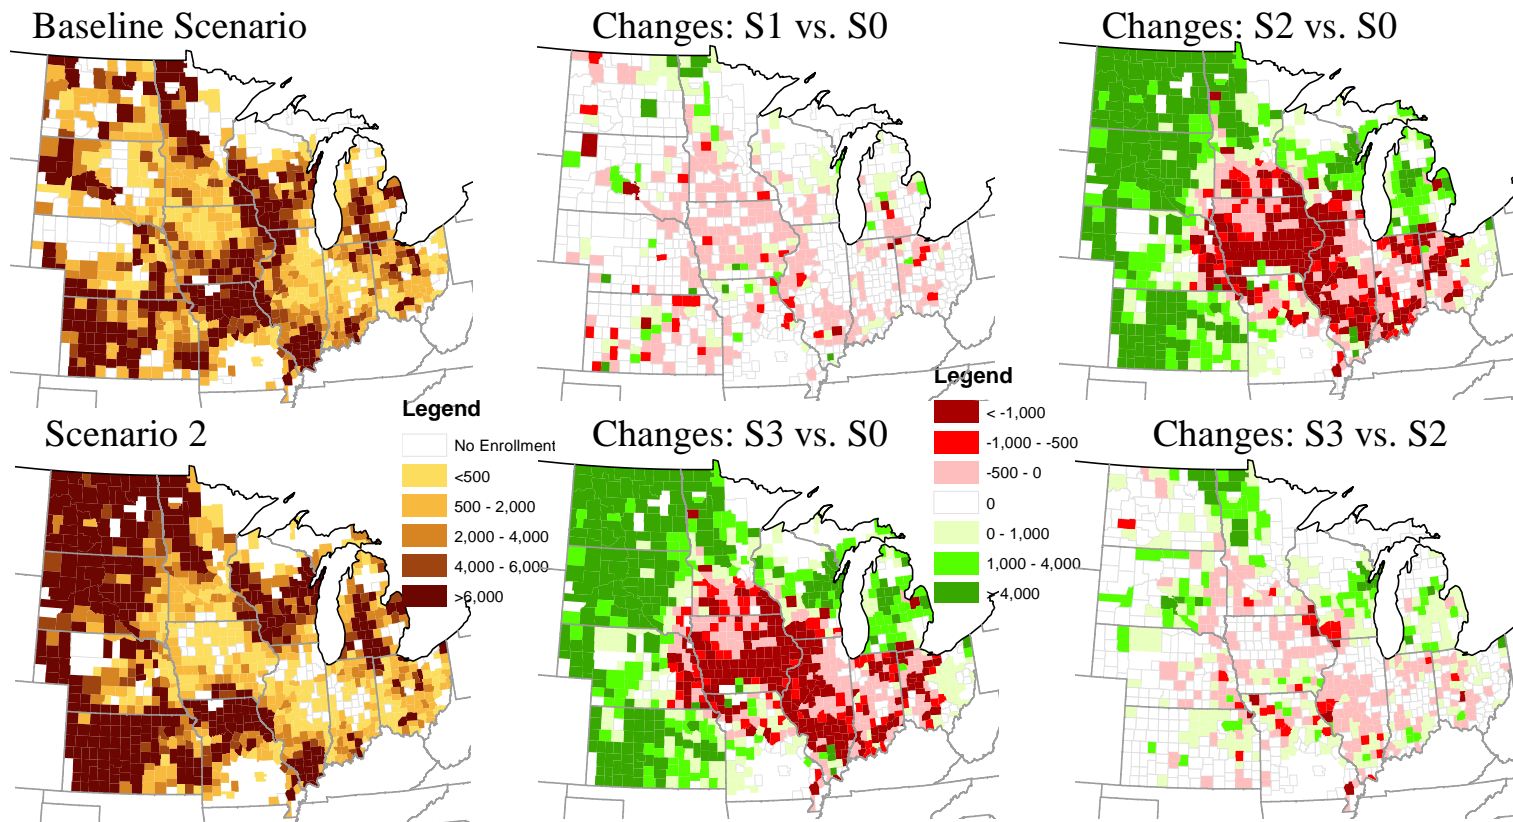 Baseline Scenario
Changes: S1 vs. S0
Changes: S2 vs. S0
Legend
No Enrollment
<500
500 - 2,000
2,000 - 4,000
4,000 - 6,000
>6,000
Legend
< -1,000
-1,000 - -500
-500 - 0
0
0 - 1,000
1,000 - 4,000
> 4,000
Scenario 2
Changes: S3 vs. S0
Changes: S3 vs. S2